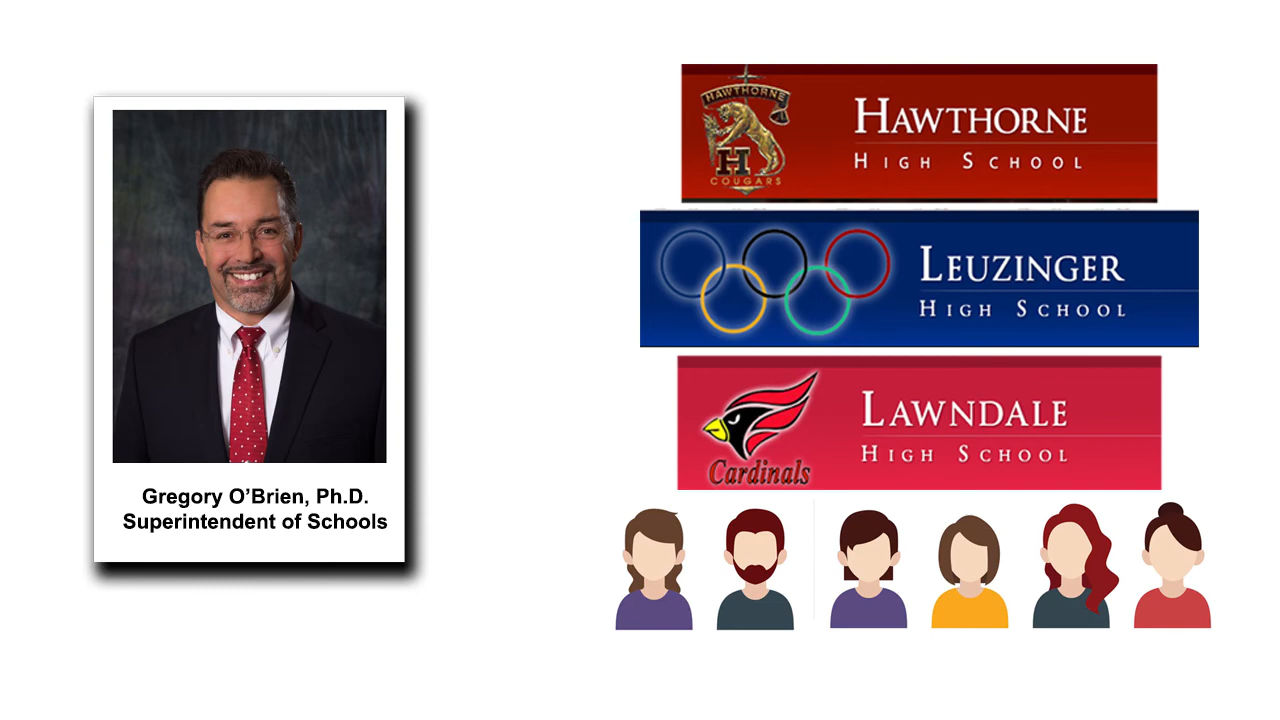 Gregory O'Brien, Ph.D.
Superintendent of Schools
HAWTHORNE
H
COUGARS
HAWTHORNE
HIGH SCHOOL
LEUZINGER
HIGH SCHOOL
Cardinals
LAWNDALE
HIGH SCHOOL